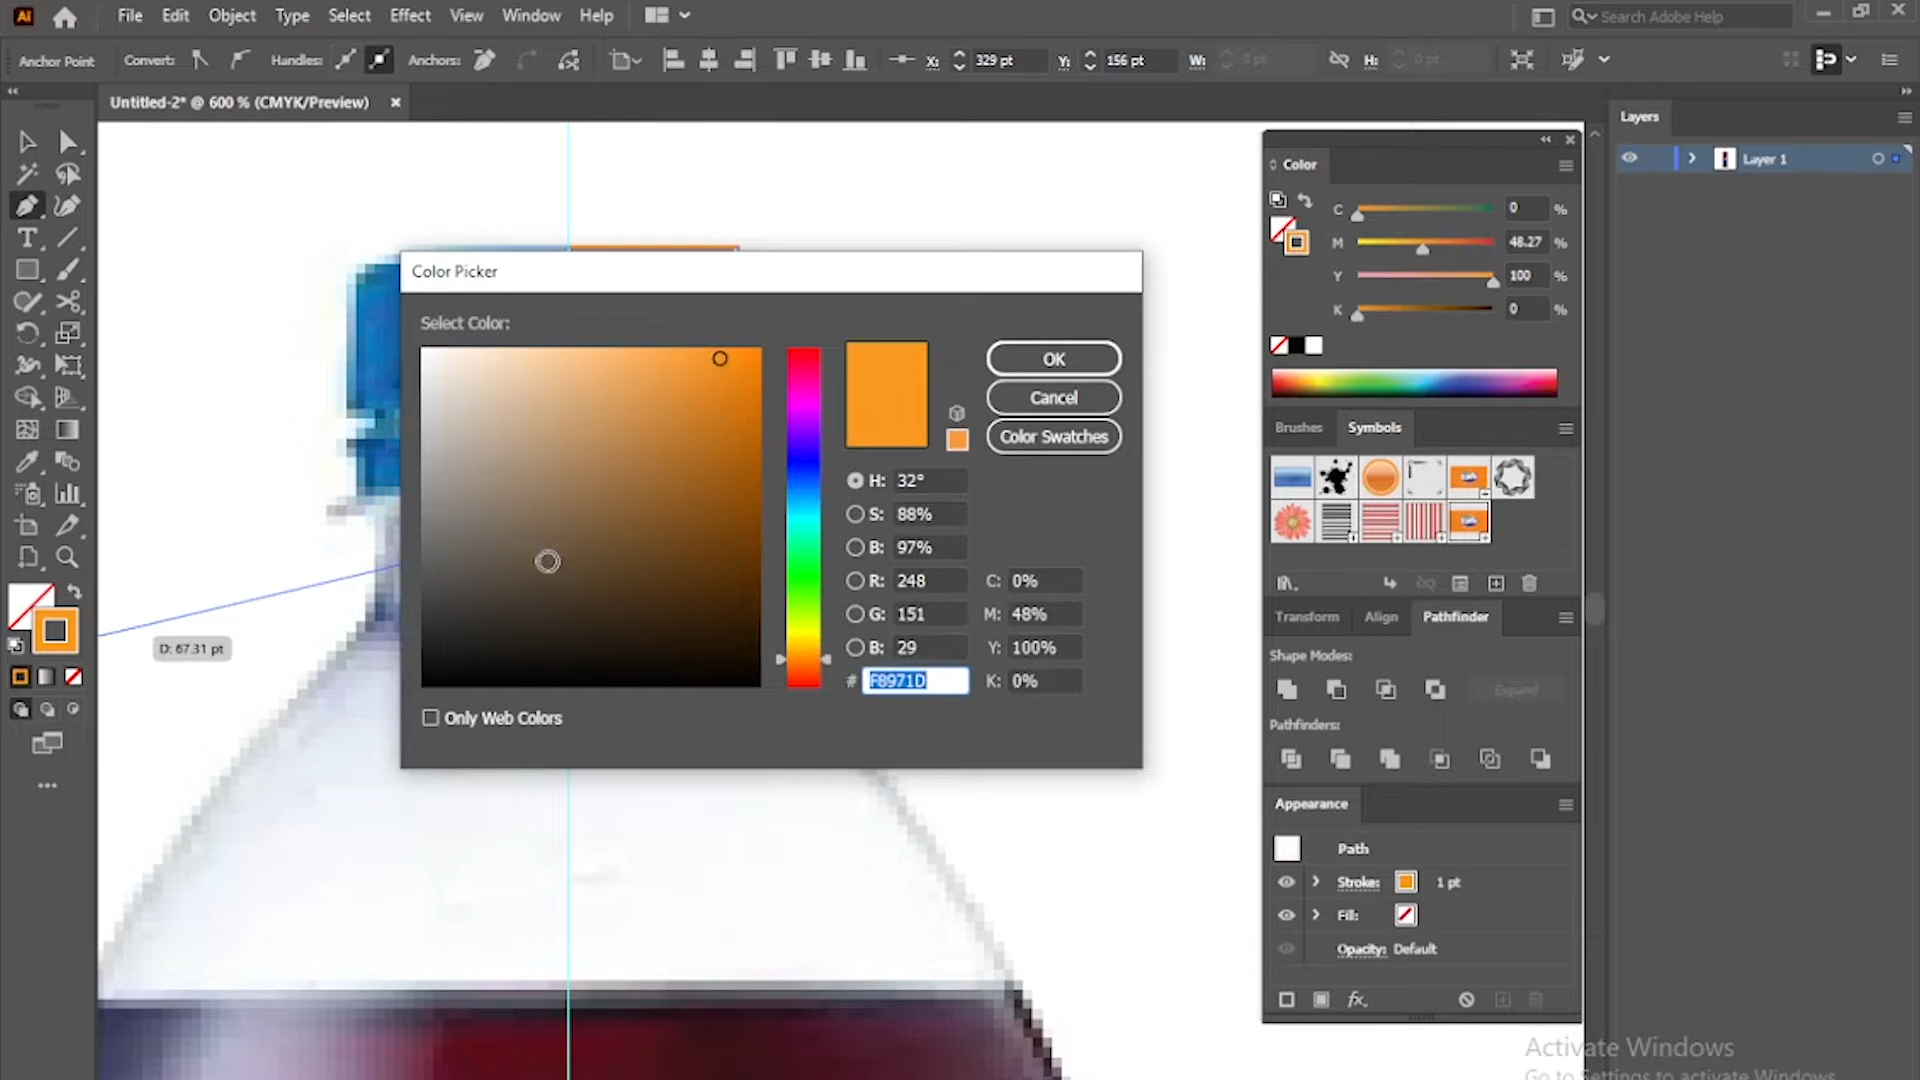 Ai File Edit Object Type Select Effect View Window Help Search Adobe Help
Anchor Point Convert: Handles: Anchors: X: 329 pt Y: 156 pt W: 0 pt H: 0 pt
Untitled-2* @ 600 % (CMYK/Preview)
Layers
Layer 1
Color
C 0 %
M 48.27 %
Y 100 %
K 0 %
Brushes Symbols
Transform Align Pathfinder
Shape Modes:
Expand
Pathfinders:
Appearance
Path
Stroke: 1 pt
Fill:
Opacity: Default
fx
Color Picker
Select Color:
OK
Cancel
Color Swatches
H: 32°
S: 88%
B: 97%
R: 248 C: 0%
G: 151 M: 48%
B: 29 Y: 100%
# F8971D K: 0%
Only Web Colors
D: 67.31 pt
Activate Windows
Go to Settings to activate Windows.